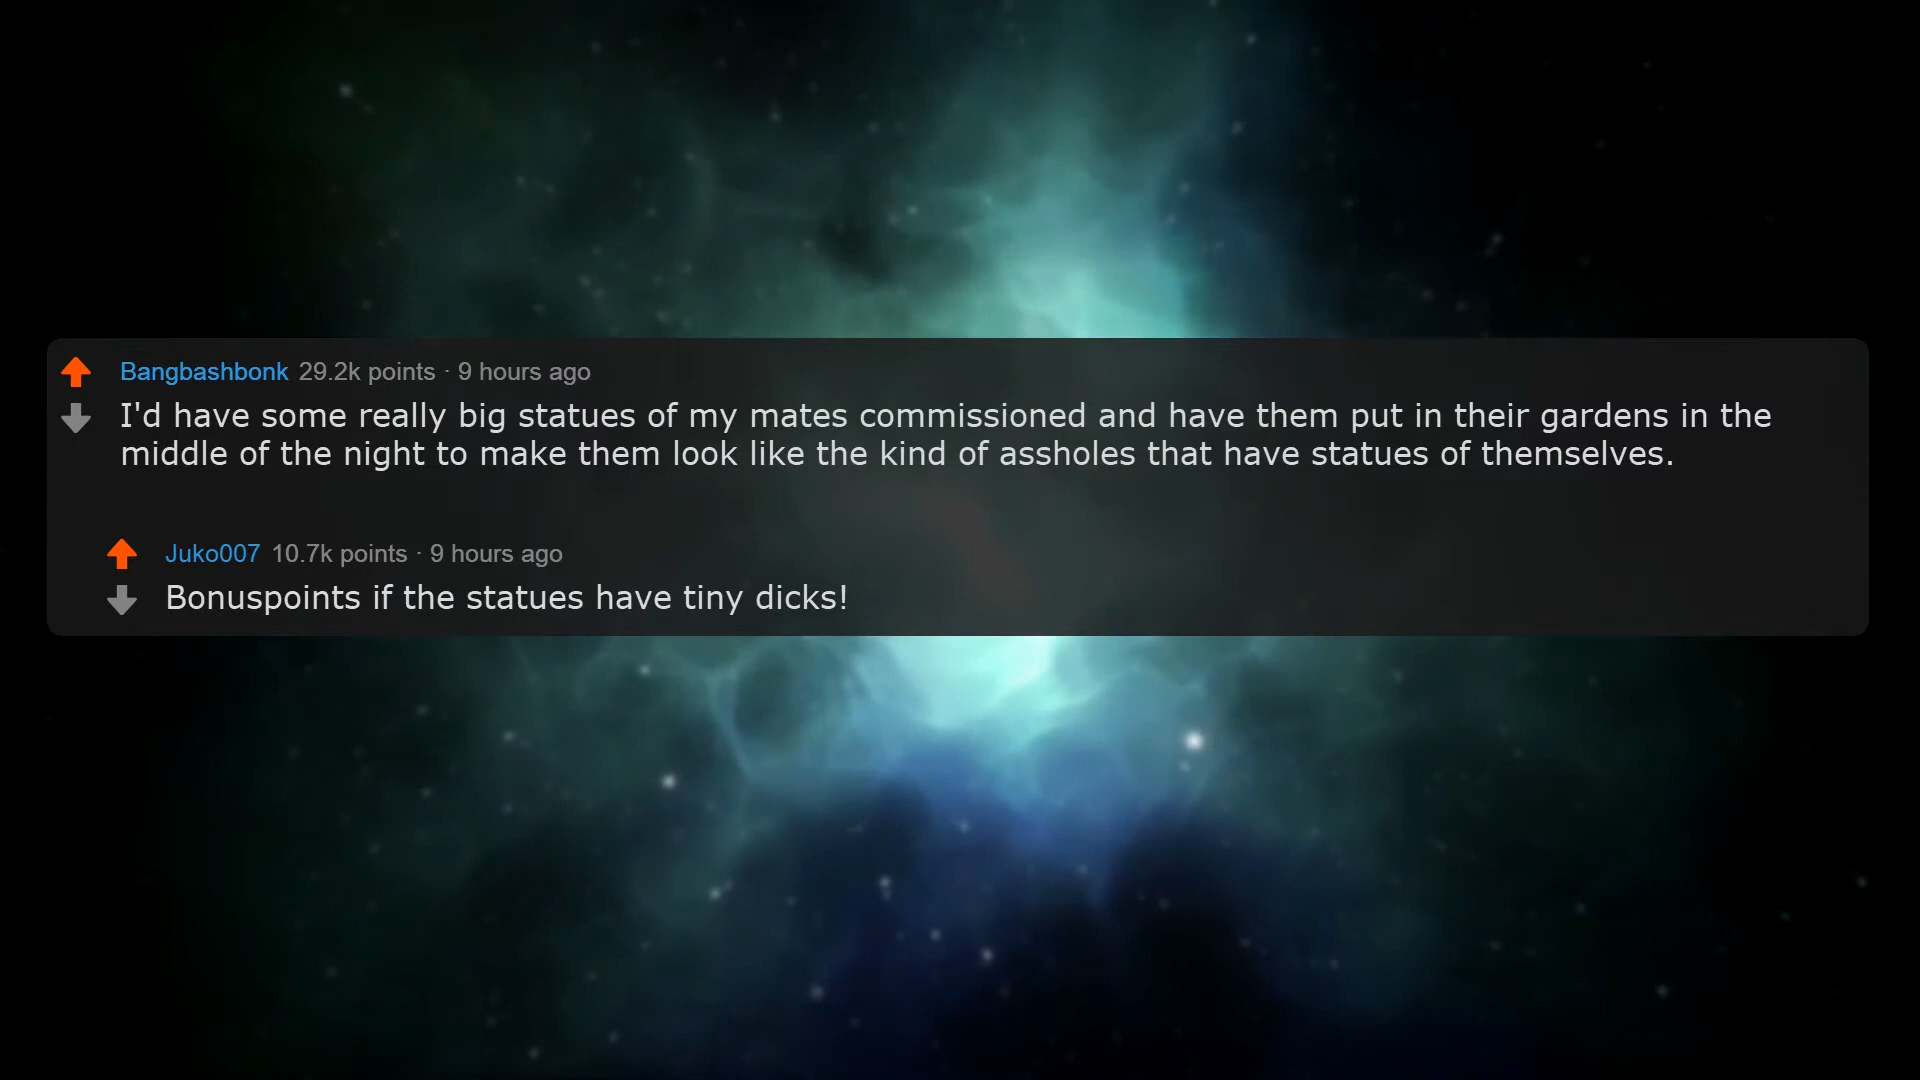 Bangbashbonk 29.2k points · 9 hours ago
I'd have some really big statues of my mates commissioned and have them put in their gardens in the
middle of the night to make them look like the kind of assholes that have statues of themselves.
Juko007 10.7k points · 9 hours ago
Bonuspoints if the statues have tiny dicks!